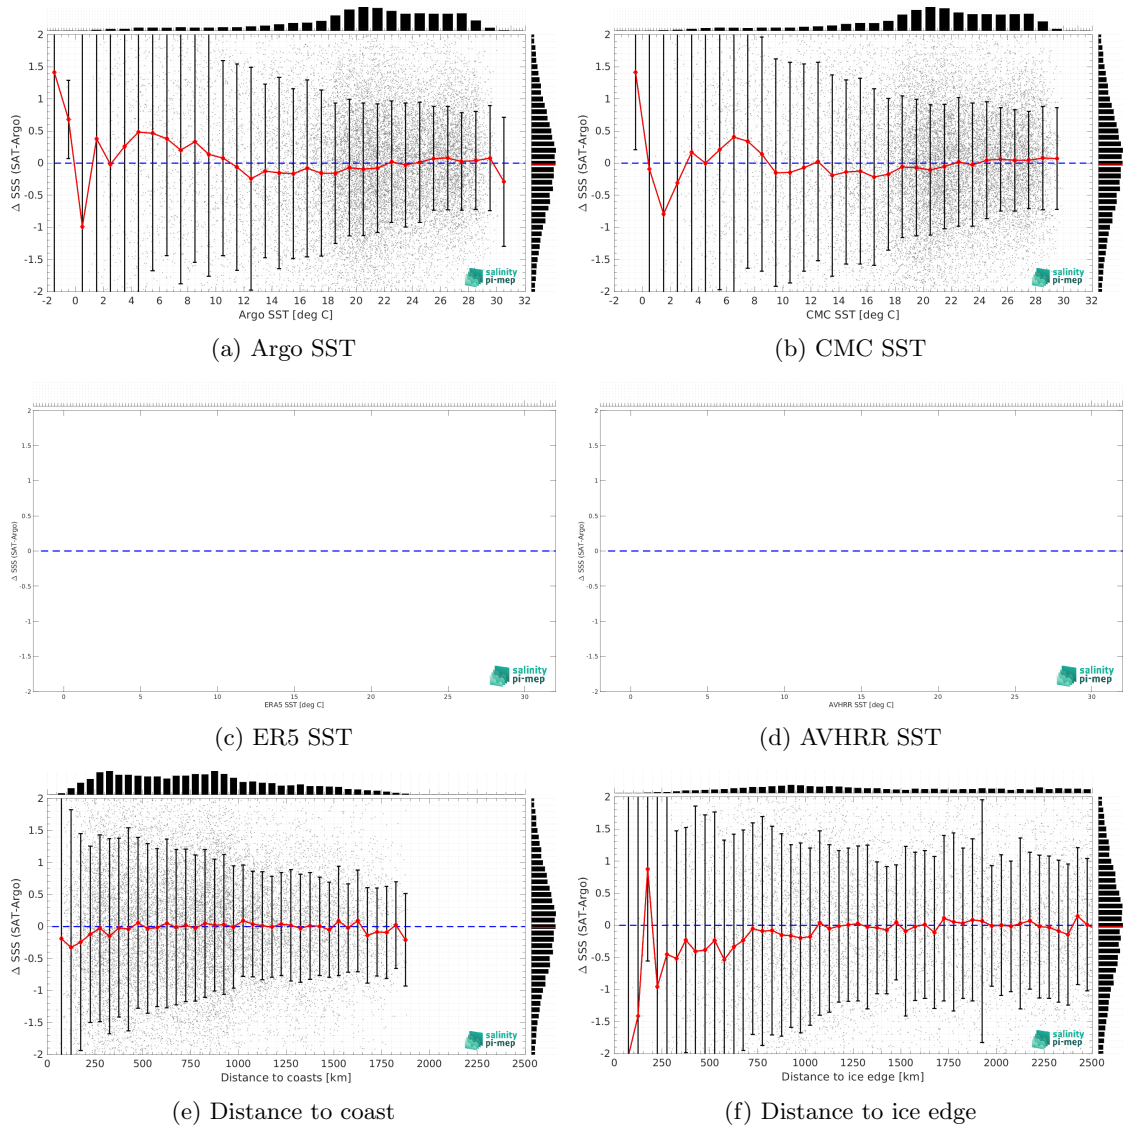 2
1.5
1
0.5
0
-0.5
-1
-1.5
-2
Δ SSS (SAT-Argo)
-2 0 2 4 6 8 10 12 14 16 18 20 22 24 26 28 30 32
Argo SST [deg C]
salinity
pi-mep
(a) Argo SST
2
1.5
1
0.5
0
-0.5
-1
-1.5
-2
Δ SSS (SAT-Argo)
-2 0 2 4 6 8 10 12 14 16 18 20 22 24 26 28 30 32
CMC SST [deg C]
salinity
pi-mep
(b) CMC SST
2
1.5
1
0.5
0
-0.5
-1
-1.5
-2
Δ SSS (SAT-Argo)
0 5 10 15 20 25 30
ERA5 SST [deg C]
salinity
pi-mep
(c) ER5 SST
2
1.5
1
0.5
0
-0.5
-1
-1.5
-2
Δ SSS (SAT-Argo)
0 5 10 15 20 25 30
AVHRR SST [deg C]
salinity
pi-mep
(d) AVHRR SST
2
1.5
1
0.5
0
-0.5
-1
-1.5
-2
Δ SSS (SAT-Argo)
0 250 500 750 1000 1250 1500 1750 2000 2250 2500
Distance to coasts [km]
salinity
pi-mep
(e) Distance to coast
2
1.5
1
0.5
0
-0.5
-1
-1.5
-2
Δ SSS (SAT-Argo)
0 250 500 750 1000 1250 1500 1750 2000 2250 2500
Distance to ice edge [km]
salinity
pi-mep
(f) Distance to ice edge